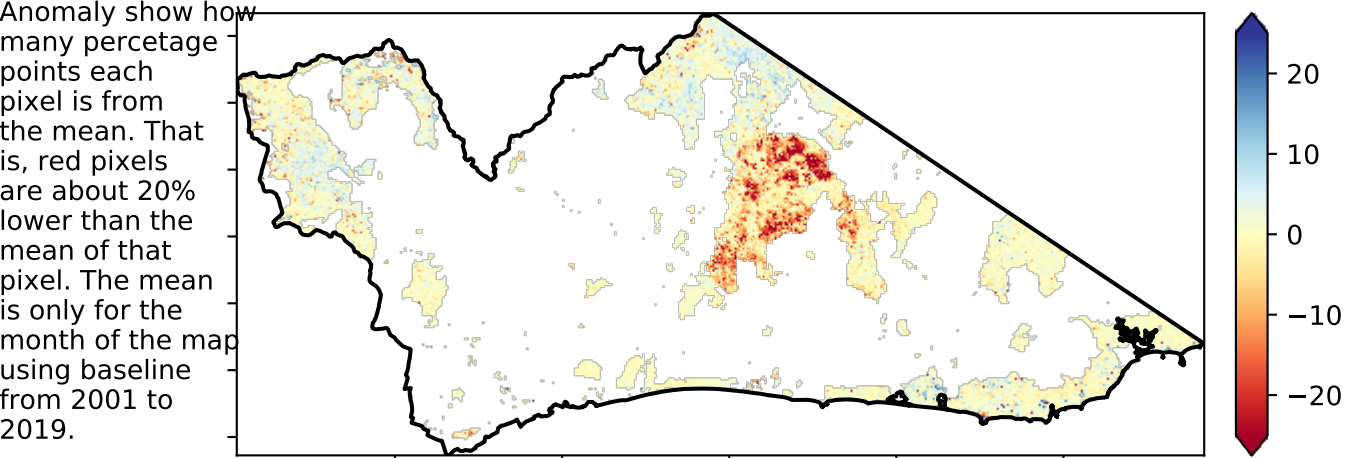 Anomaly show how
many percetage
points each
pixel is from
the mean. That
is, red pixels
are about 20%
lower than the
mean of that
pixel. The mean
is only for the
month of the map
using baseline
from 2001 to
2019.
20
10
0
−10
−20